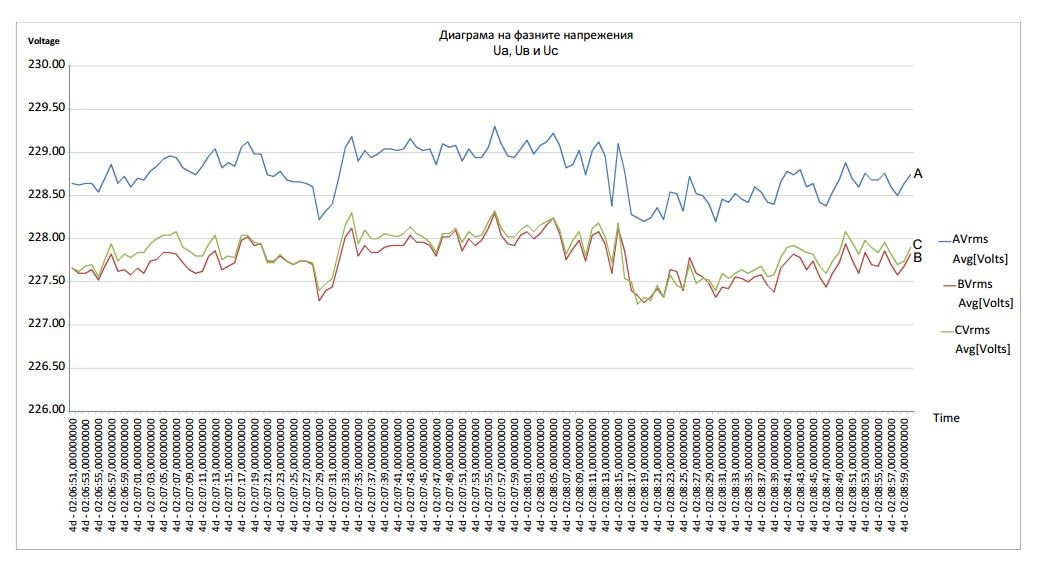 Диаграма на фазните напрежения
Uа, Uв и Uс
Voltage
230.00
229.50
229.00
228.50
228.00
227.50
227.00
226.50
226.00
A
C
B
AVrms
Avg[Volts]
BVrms
Avg[Volts]
CVrms
Avg[Volts]
Time
4d - 02:06:51,000000000
4d - 02:06:53,000000000
4d - 02:06:55,000000000
4d - 02:06:57,000000000
4d - 02:06:59,000000000
4d - 02:07:01,000000000
4d - 02:07:03,000000000
4d - 02:07:05,000000000
4d - 02:07:07,000000000
4d - 02:07:09,000000000
4d - 02:07:11,000000000
4d - 02:07:13,000000000
4d - 02:07:15,000000000
4d - 02:07:17,000000000
4d - 02:07:19,000000000
4d - 02:07:21,000000000
4d - 02:07:23,000000000
4d - 02:07:25,000000000
4d - 02:07:27,000000000
4d - 02:07:29,000000000
4d - 02:07:31,000000000
4d - 02:07:33,000000000
4d - 02:07:35,000000000
4d - 02:07:37,000000000
4d - 02:07:39,000000000
4d - 02:07:41,000000000
4d - 02:07:43,000000000
4d - 02:07:45,000000000
4d - 02:07:47,000000000
4d - 02:07:49,000000000
4d - 02:07:51,000000000
4d - 02:07:53,000000000
4d - 02:07:55,000000000
4d - 02:07:57,000000000
4d - 02:07:59,000000000
4d - 02:08:01,000000000
4d - 02:08:03,000000000
4d - 02:08:05,000000000
4d - 02:08:07,000000000
4d - 02:08:09,000000000
4d - 02:08:11,000000000
4d - 02:08:13,000000000
4d - 02:08:15,000000000
4d - 02:08:17,000000000
4d - 02:08:19,000000000
4d - 02:08:21,000000000
4d - 02:08:23,000000000
4d - 02:08:25,000000000
4d - 02:08:27,000000000
4d - 02:08:29,000000000
4d - 02:08:31,000000000
4d - 02:08:33,000000000
4d - 02:08:35,000000000
4d - 02:08:37,000000000
4d - 02:08:39,000000000
4d - 02:08:41,000000000
4d - 02:08:43,000000000
4d - 02:08:45,000000000
4d - 02:08:47,000000000
4d - 02:08:49,000000000
4d - 02:08:51,000000000
4d - 02:08:53,000000000
4d - 02:08:55,000000000
4d - 02:08:57,000000000
4d - 02:08:59,000000000